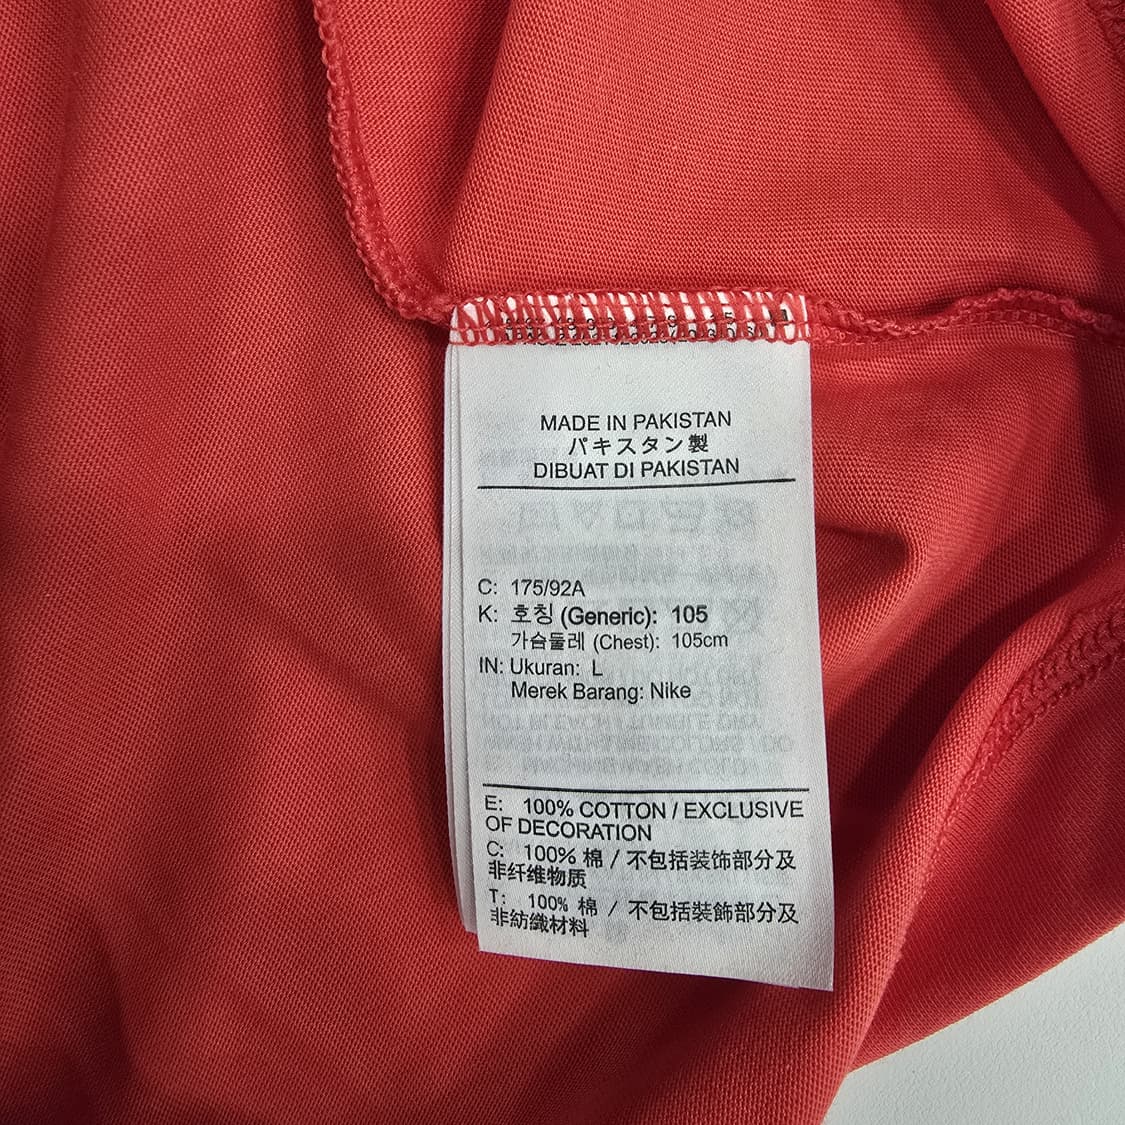 MADE IN PAKISTAN
パキスタン製
DIBUAT DI PAKISTAN
C: 175/92A
K: 호칭 (Generic): 105
가슴둘레 (Chest): 105cm
IN: Ukuran: L
Merek Barang: Nike
E: 100% COTTON / EXCLUSIVE
OF DECORATION
C: 100% 棉 / 不包括装饰部分及
非纤维物质
T: 100% 棉 / 不包括裝飾部分及
非紡織材料